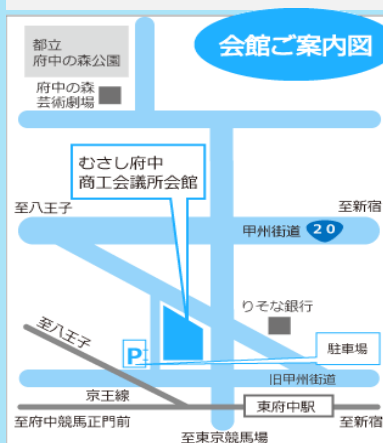 会館ご案内図
都立
府中の森公園
府中の森
芸術劇場
むさし府中
商工会議所会館
至八王子
至新宿
甲州街道 20
りそな銀行
至八王子
P
駐車場
旧甲州街道
京王線
東府中駅
至府中競馬正門前
至新宿
至東京競馬場